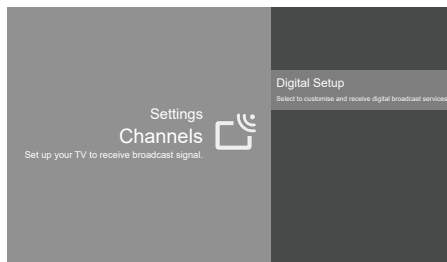 Settings
Channels
Set up your TV to receive broadcast signal.
Digital Setup
Select to customise and receive digital broadcast services